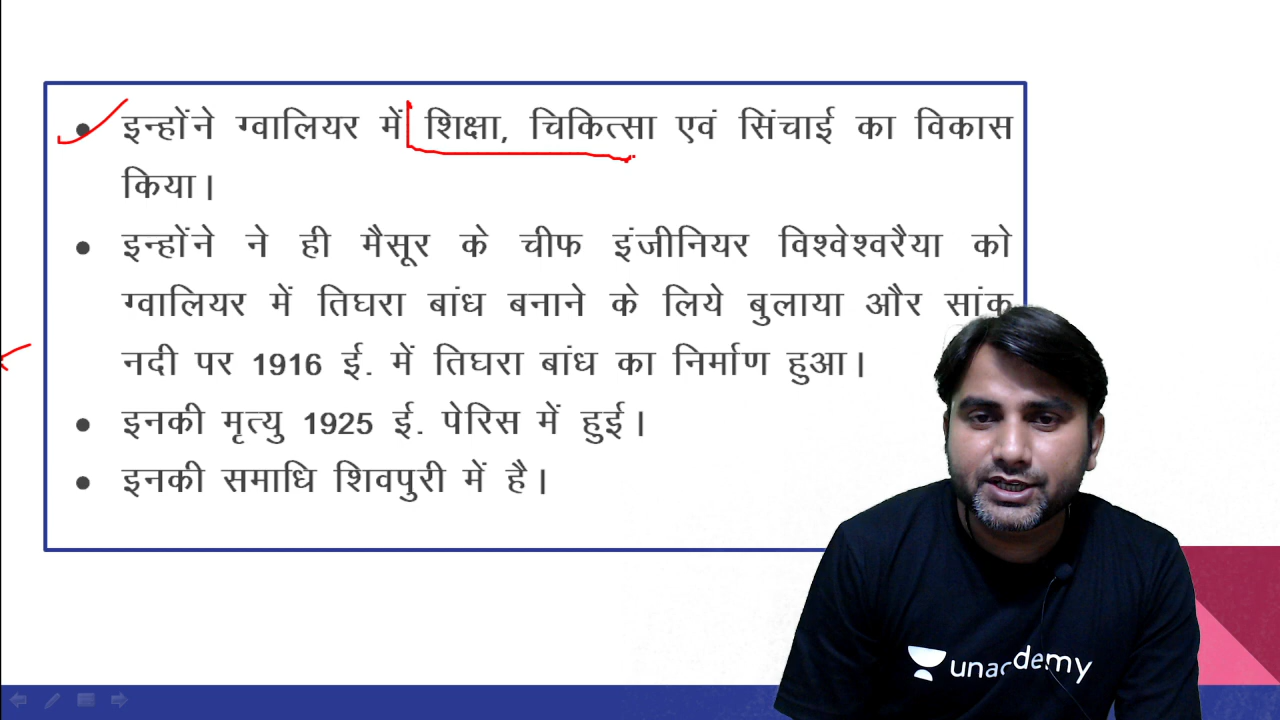 इन्होंने ग्वालियर में शिक्षा, चिकित्सा एवं सिंचाई का विकास
किया।
इन्होंने ने ही मैसूर के चीफ इंजीनियर विश्वेश्वरैया को
ग्वालियर में तिघरा बांध बनाने के लिये बुलाया और सांक
नदी पर 1916 ई. में तिघरा बांध का निर्माण हुआ।
इनकी मृत्यु 1925 ई. पेरिस में हुई।
इनकी समाधि शिवपुरी में है।
unacademy